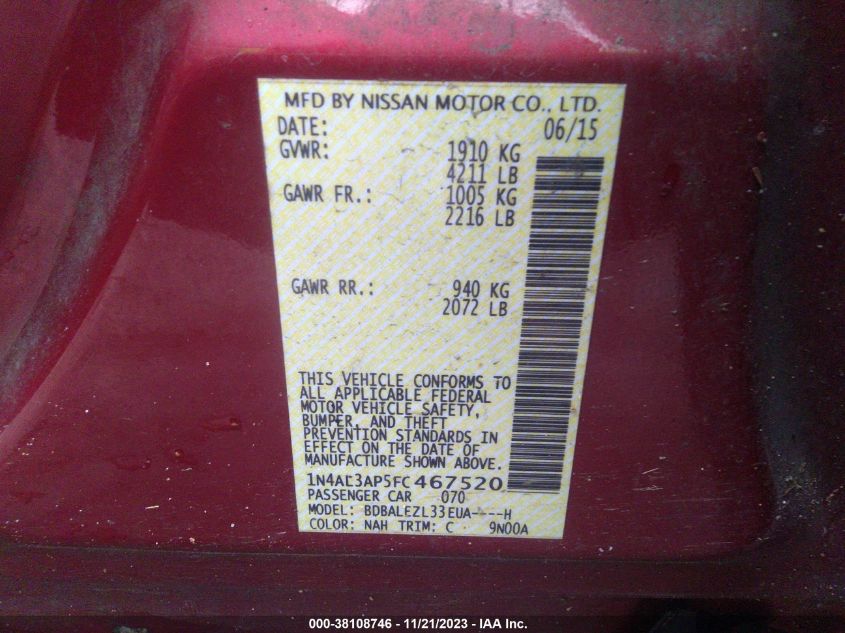 MFD BY NISSAN MOTOR CO., LTD.
DATE: 06/15
GVWR: 1910 KG
4211 LB
GAWR FR.: 1005 KG
2216 LB
GAWR RR.: 940 KG
2072 LB
THIS VEHICLE CONFORMS TO
ALL APPLICABLE FEDERAL
MOTOR VEHICLE SAFETY,
BUMPER, AND THEFT
PREVENTION STANDARDS IN
EFFECT ON THE DATE OF
MANUFACTURE SHOWN ABOVE.
1N4AL3AP5FC467520
PASSENGER CAR 070
MODEL: BDBALEZL33EUA----H
COLOR: NAH TRIM: C 9N00A
000-38108746 - 11/21/2023 - IAA Inc.